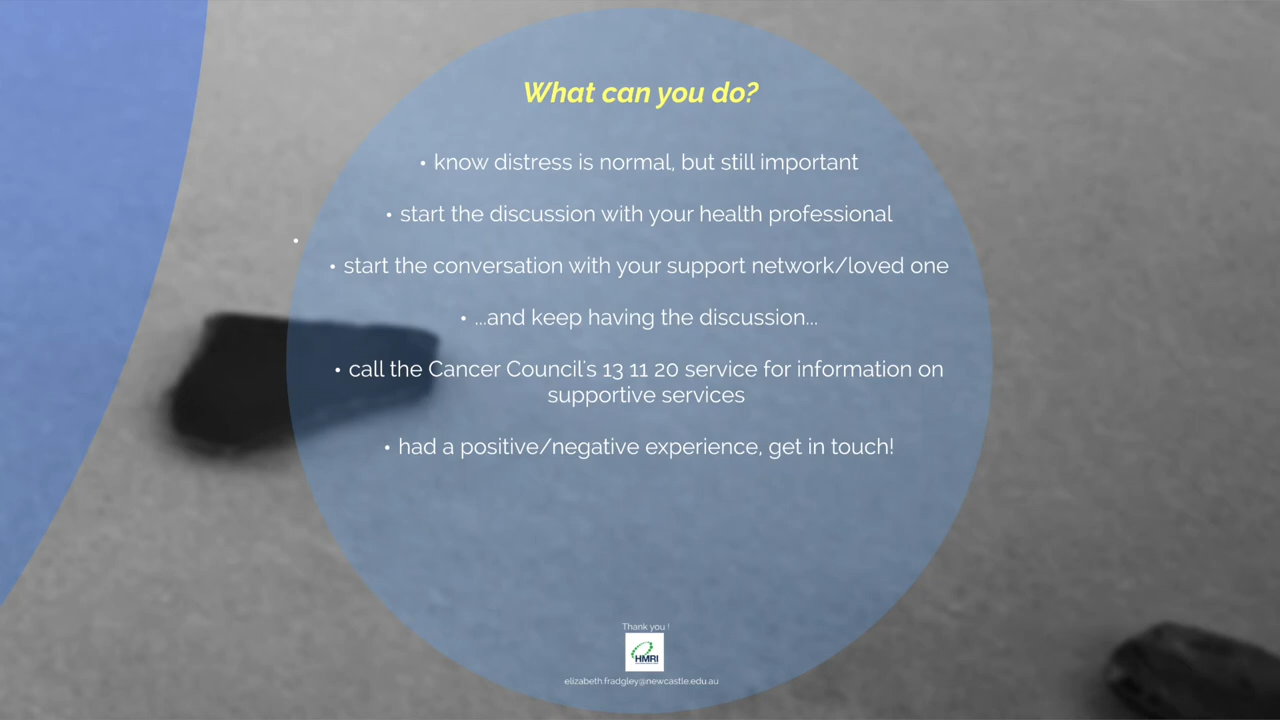 What can you do?
• know distress is normal, but still important
• start the discussion with your health professional
•
• start the conversation with your support network/loved one
• ...and keep having the discussion...
• call the Cancer Council's 13 11 20 service for information on
supportive services
• had a positive/negative experience, get in touch!
Thank you !
HMRI
elizabeth.fradgley@newcastle.edu.au